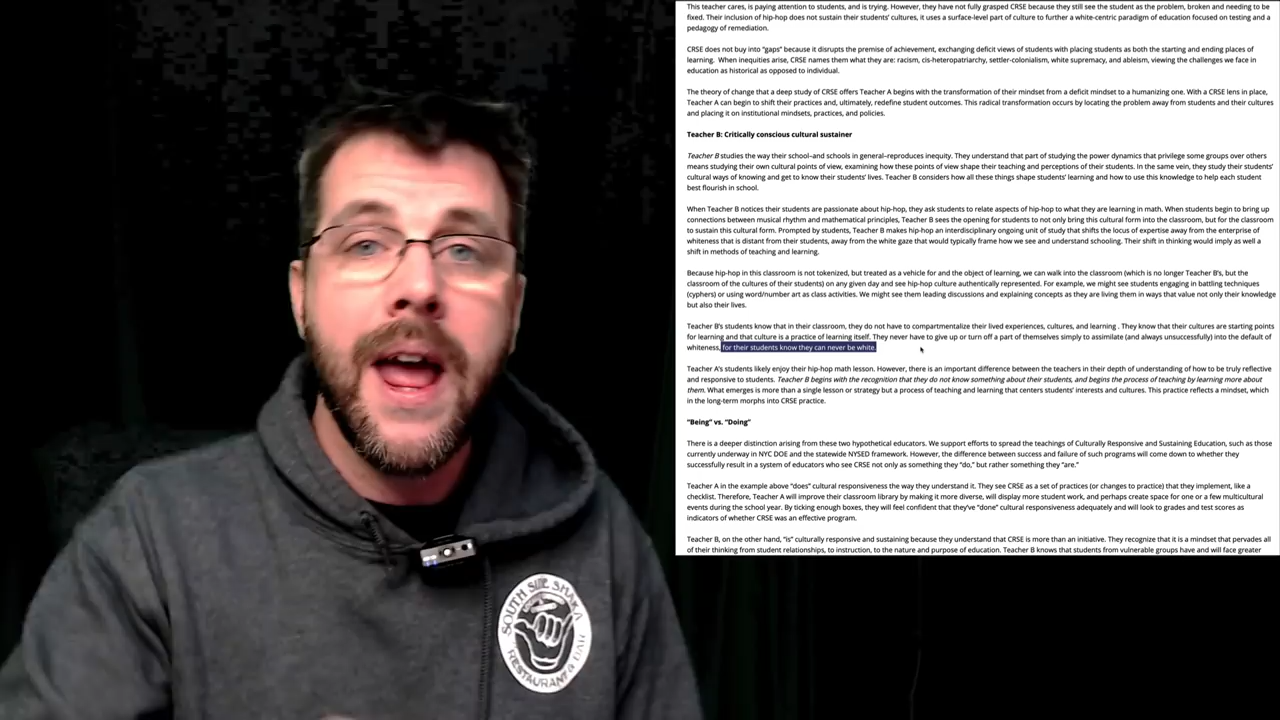 This teacher cares, is paying attention to students, and is trying. However, they have not fully grasped CRSE because they still see the student as the problem, broken and needing to be
fixed. Their inclusion of hip-hop does not sustain their students' cultures, it uses a surface-level part of culture to further a white-centric paradigm of education focused on testing and a
pedagogy of remediation.
CRSE does not buy into "gaps" because it disrupts the premise of achievement, exchanging deficit views of students with placing students as both the starting and ending places of
learning. When inequities arise, CRSE names them what they are: racism, cis-heteropatriarchy, settler-colonialism, white supremacy, and ableism, viewing the challenges we face in
education as historical as opposed to individual.
The theory of change that a deep study of CRSE offers Teacher A begins with the transformation of their mindset from a deficit mindset to a humanizing one. With a CRSE lens in place,
Teacher A can begin to shift their practices and, ultimately, redefine student outcomes. This radical transformation occurs by locating the problem away from students and their cultures
and placing it on institutional mindsets, practices, and policies.
Teacher B: Critically conscious cultural sustainer
Teacher B studies the way their school–and schools in general–reproduces inequity. They understand that part of studying the power dynamics that privilege some groups over others
means studying their own cultural points of view, examining how these points of view shape their teaching and perceptions of their students. In the same vein, they study their students'
cultural ways of knowing and get to know their students' lives. Teacher B considers how all these things shape students' learning and how to use this knowledge to help each student
best flourish in school.
When Teacher B notices their students are passionate about hip-hop, they ask students to relate aspects of hip-hop to what they are learning in math. When students begin to bring up
connections between musical rhythm and mathematical principles, Teacher B sees the opening for students to not only bring this cultural form into the classroom, but for the classroom
to sustain this cultural form. Prompted by students, Teacher B makes hip-hop an interdisciplinary ongoing unit of study that shifts the locus of expertise away from the enterprise of
whiteness that is distant from their students, away from the white gaze that would typically frame how we see and understand schooling. Their shift in thinking would imply as well a
shift in methods of teaching and learning.
Because hip-hop in this classroom is not tokenized, but treated as a vehicle for and the object of learning, we can walk into the classroom (which is no longer Teacher B's, but the
classroom of the cultures of their students) on any given day and see hip-hop culture authentically represented. For example, we might see students engaging in battling techniques
(cyphers) or using word/number art as class activities. We might see them leading discussions and explaining concepts as they are living them in ways that value not only their knowledge
but also their lives.
Teacher B's students know that in their classroom, they do not have to compartmentalize their lived experiences, cultures, and learning . They know that their cultures are starting points
for learning and that culture is a practice of learning itself. They never have to give up or turn off a part of themselves simply to assimilate (and always unsuccessfully) into the default of
whiteness, for their students know they can never be white.
Teacher A's students likely enjoy their hip-hop math lesson. However, there is an important difference between the teachers in their depth of understanding of how to be truly reflective
and responsive to students. Teacher B begins with the recognition that they do not know something about their students, and begins the process of teaching by learning more about
them. What emerges is more than a single lesson or strategy but a process of teaching and learning that centers students' interests and cultures. This practice reflects a mindset, which
in the long-term morphs into CRSE practice.
"Being" vs. "Doing"
There is a deeper distinction arising from these two hypothetical educators. We support efforts to spread the teachings of Culturally Responsive and Sustaining Education, such as those
currently underway in NYC DOE and the statewide NYSED framework. However, the difference between success and failure of such programs will come down to whether they
successfully result in a system of educators who see CRSE not only as something they "do," but rather something they "are."
Teacher A in the example above "does" cultural responsiveness the way they understand it. They see CRSE as a set of practices (or changes to practice) that they implement, like a
checklist. Therefore, Teacher A will improve their classroom library by making it more diverse, will display more student work, and perhaps create space for one or a few multicultural
events during the school year. By ticking enough boxes, they will feel confident that they've "done" cultural responsiveness adequately and will look to grades and test scores as
indicators of whether CRSE was an effective program.
Teacher B, on the other hand, "is" culturally responsive and sustaining because they understand that CRSE is more than an initiative. They recognize that it is a mindset that pervades all
of their thinking from student relationships, to instruction, to the nature and purpose of education. Teacher B knows that students from vulnerable groups have and will face greater
SOUTH SIDE SHAKA
RESTAURANT & BAR